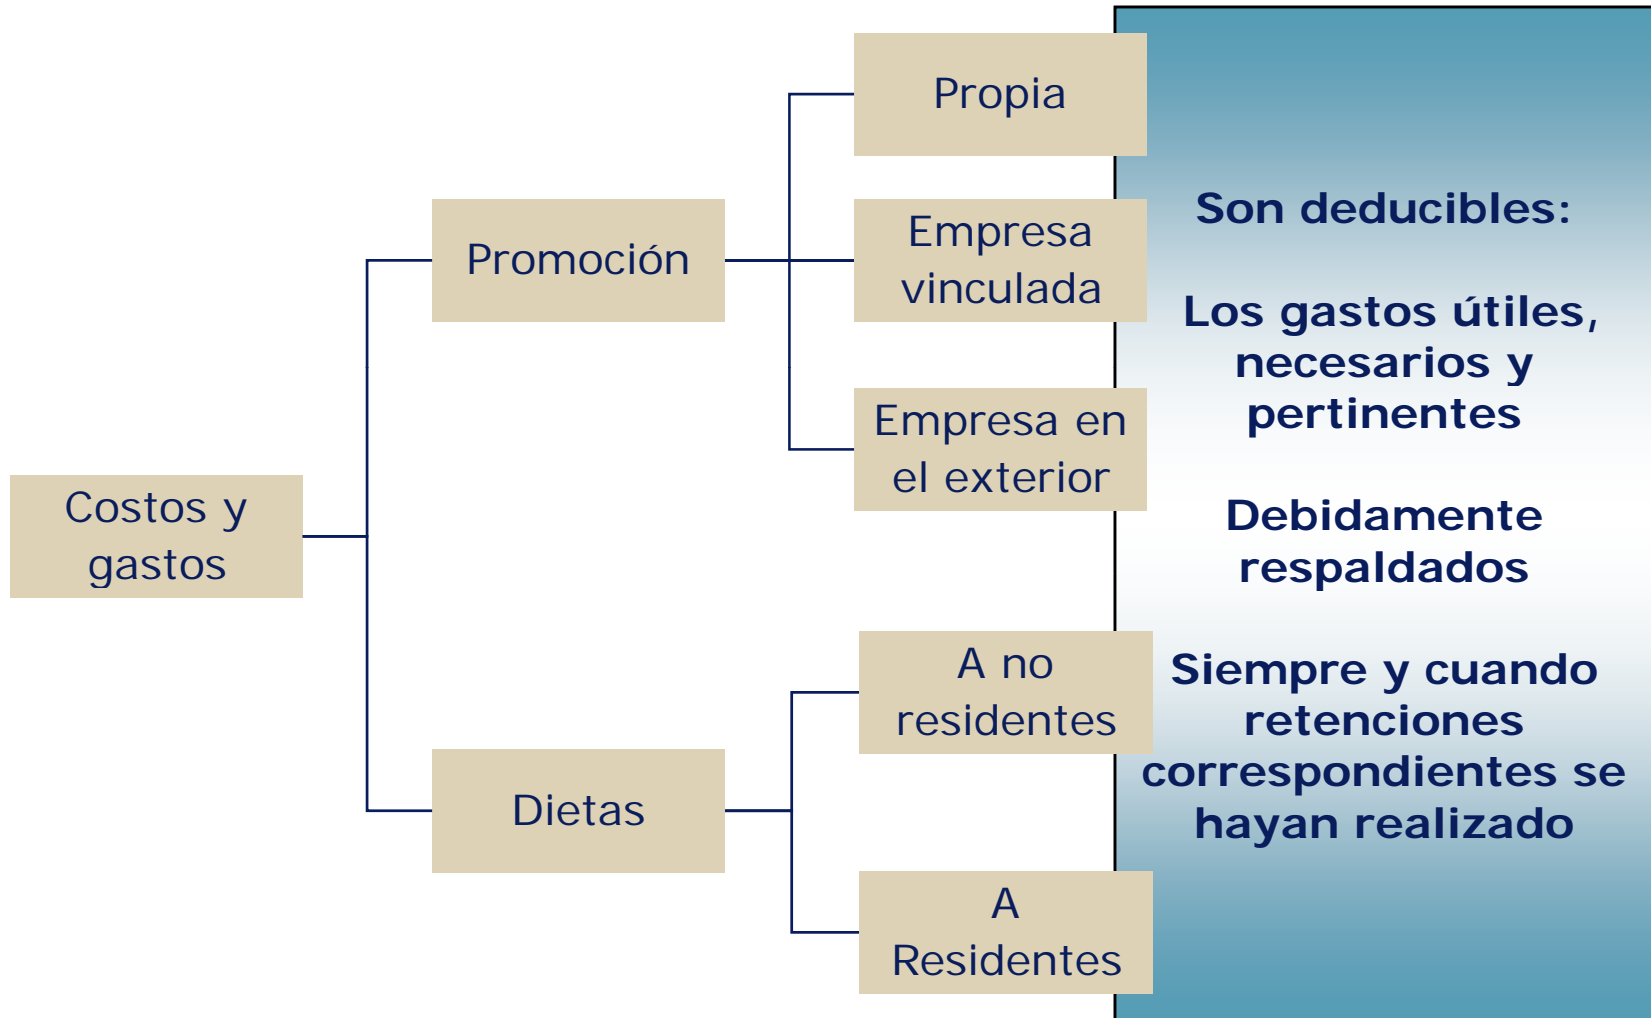 Costos y
gastos
Promoción
Propia
Empresa
vinculada
Empresa en
el exterior
Dietas
A no
residentes
A
Residentes
Son deducibles:
Los gastos útiles,
necesarios y
pertinentes
Debidamente
respaldados
Siempre y cuando
retenciones
correspondientes se
hayan realizado